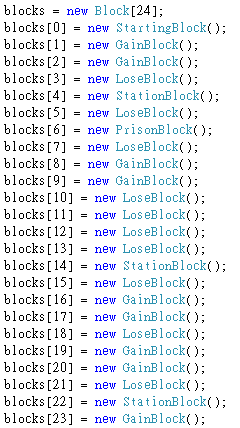 blocks = new Block[24];
blocks[0] = new StartingBlock();
blocks[1] = new GainBlock();
blocks[2] = new GainBlock();
blocks[3] = new LoseBlock();
blocks[4] = new StationBlock();
blocks[5] = new LoseBlock();
blocks[6] = new PrisonBlock();
blocks[7] = new LoseBlock();
blocks[8] = new GainBlock();
blocks[9] = new GainBlock();
blocks[10] = new LoseBlock();
blocks[11] = new LoseBlock();
blocks[12] = new LoseBlock();
blocks[13] = new LoseBlock();
blocks[14] = new StationBlock();
blocks[15] = new LoseBlock();
blocks[16] = new GainBlock();
blocks[17] = new GainBlock();
blocks[18] = new LoseBlock();
blocks[19] = new GainBlock();
blocks[20] = new GainBlock();
blocks[21] = new LoseBlock();
blocks[22] = new StationBlock();
blocks[23] = new GainBlock();